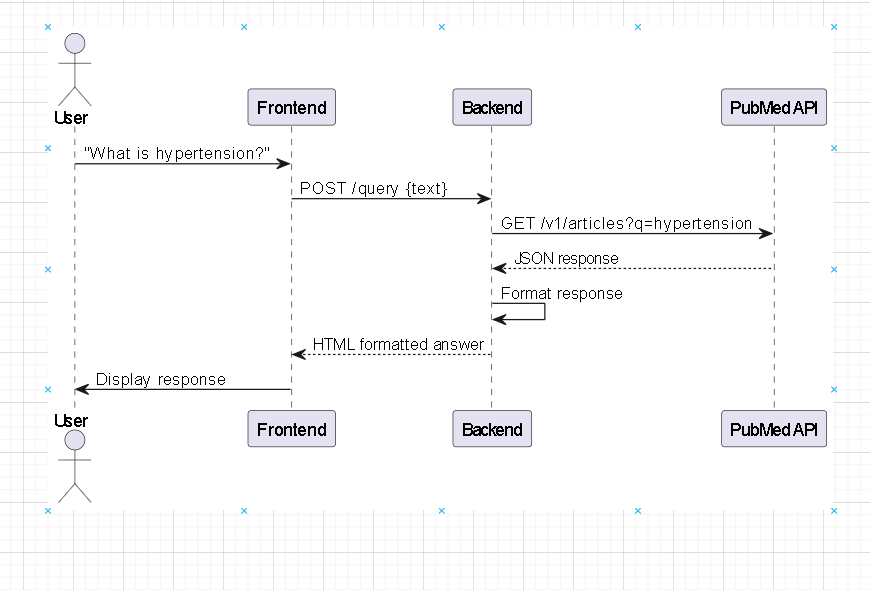 User
Frontend
Backend
PubMed API
"What is hypertension?"
POST /query {text}
GET /v1/articles?q=hypertension
JSON response
Format response
HTML formatted answer
Display response
User
Frontend
Backend
PubMed API